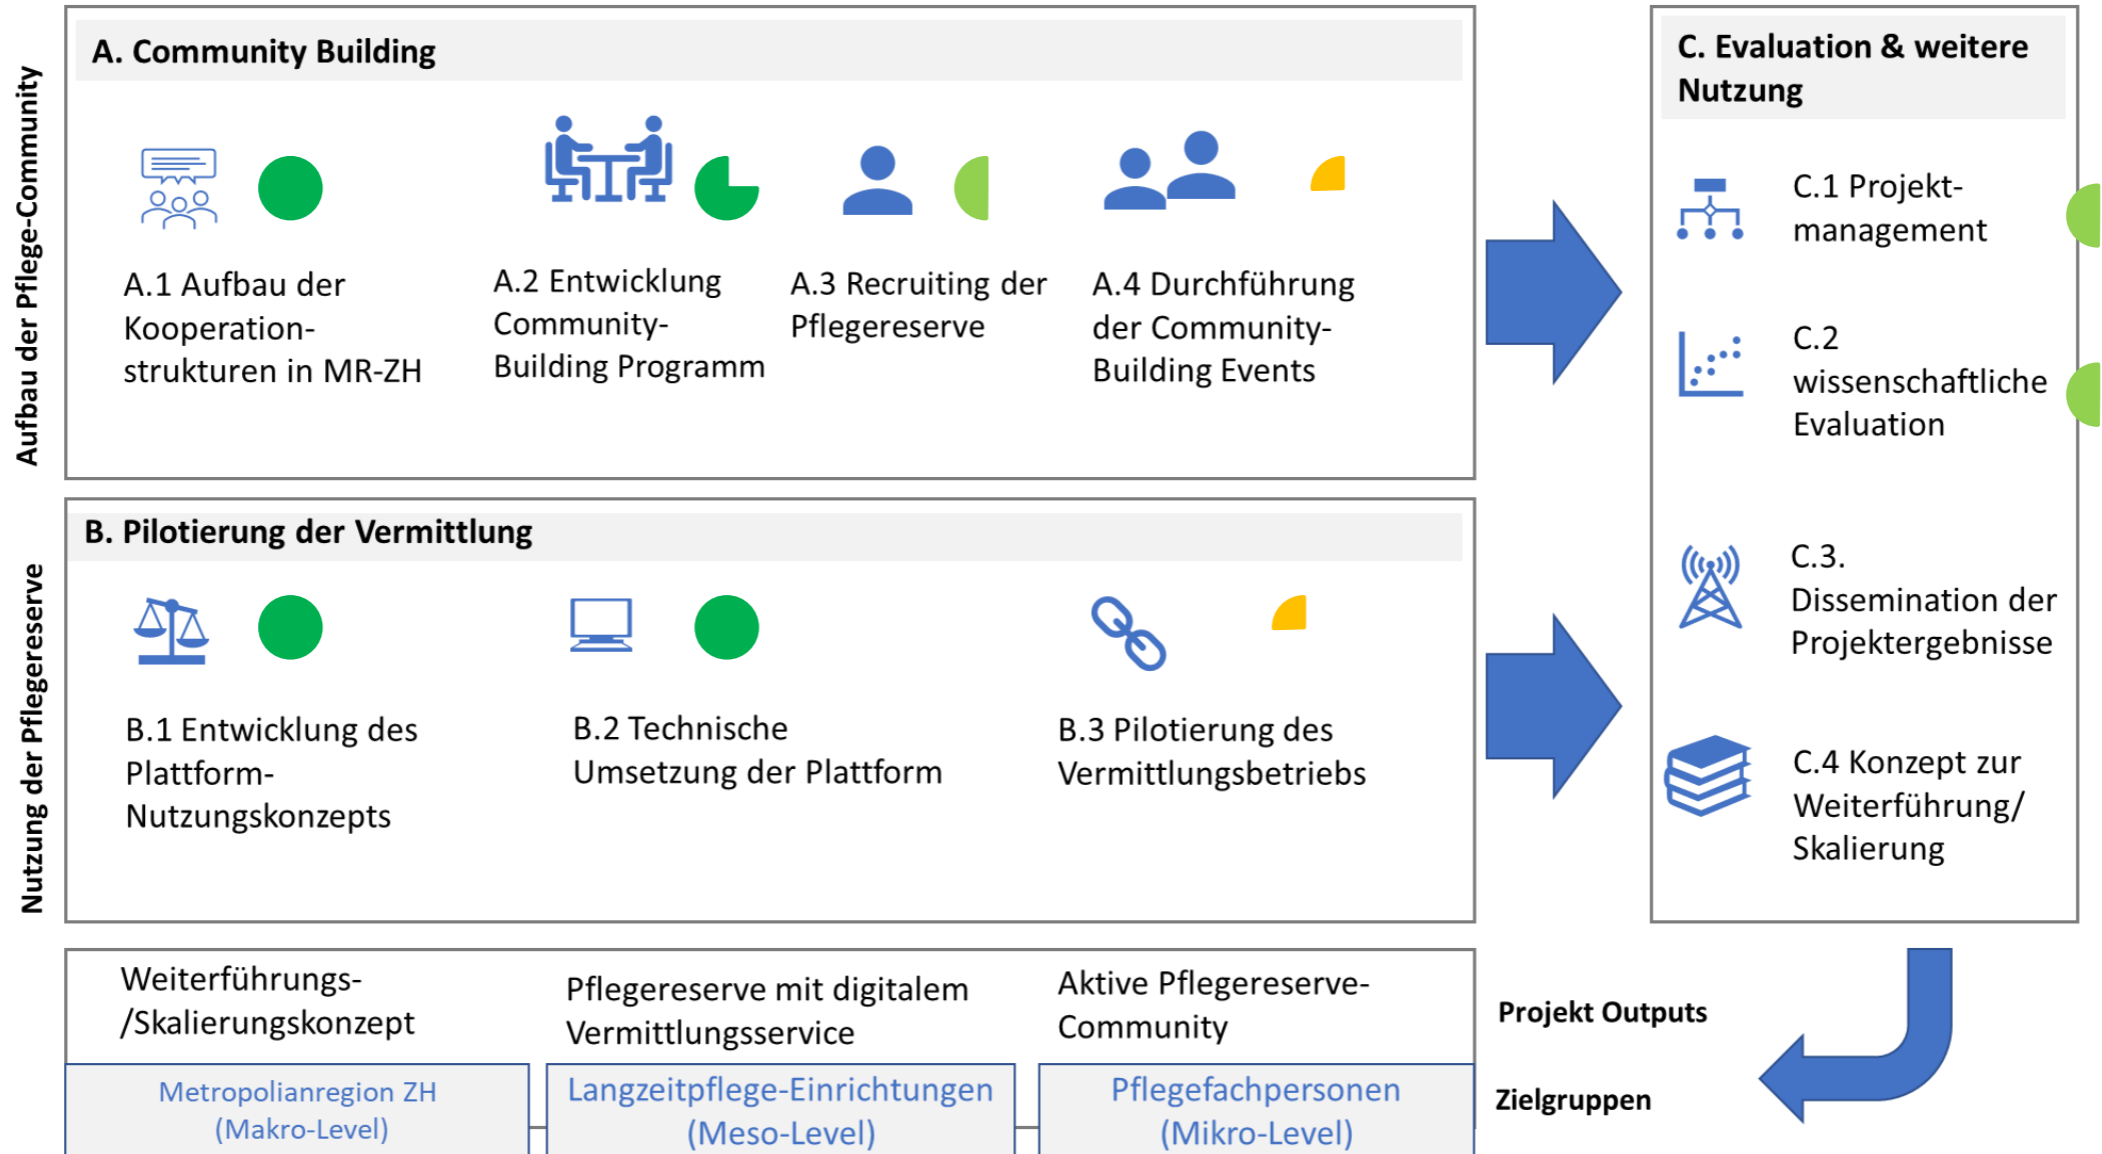 Aufbau der Pflege-Community
A. Community Building
A.1 Aufbau der
Kooperation-
strukturen in MR-ZH
A.2 Entwicklung
Community-
Building Programm
A.3 Recruiting der
Pflegereserve
A.4 Durchführung
der Community-
Building Events
Nutzung der Pflegereserve
B. Pilotierung der Vermittlung
B.1 Entwicklung des
Plattform-
Nutzungskonzepts
B.2 Technische
Umsetzung der Plattform
B.3 Pilotierung des
Vermittlungsbetriebs
C. Evaluation & weitere
Nutzung
C.1 Projekt-
management
C.2
wissenschaftliche
Evaluation
C.3.
Dissemination der
Projektergebnisse
C.4 Konzept zur
Weiterführung/
Skalierung
Weiterführungs-
/Skalierungskonzept
Pflegereserve mit digitalem
Vermittlungsservice
Aktive Pflegereserve-
Community
Projekt Outputs
Metropolianregion ZH
(Makro-Level)
Langzeitpflege-Einrichtungen
(Meso-Level)
Pflegefachpersonen
(Mikro-Level)
Zielgruppen